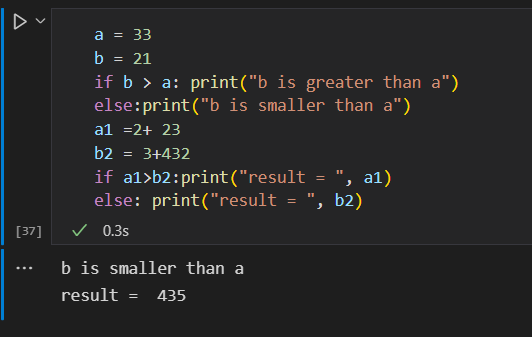 a = 33
b = 21
if b > a: print("b is greater than a")
else:print("b is smaller than a")
a1 =2+ 23
b2 = 3+432
if a1>b2:print("result = ", a1)
else: print("result = ", b2)
[37] ✓ 0.3s
... b is smaller than a
result =  435